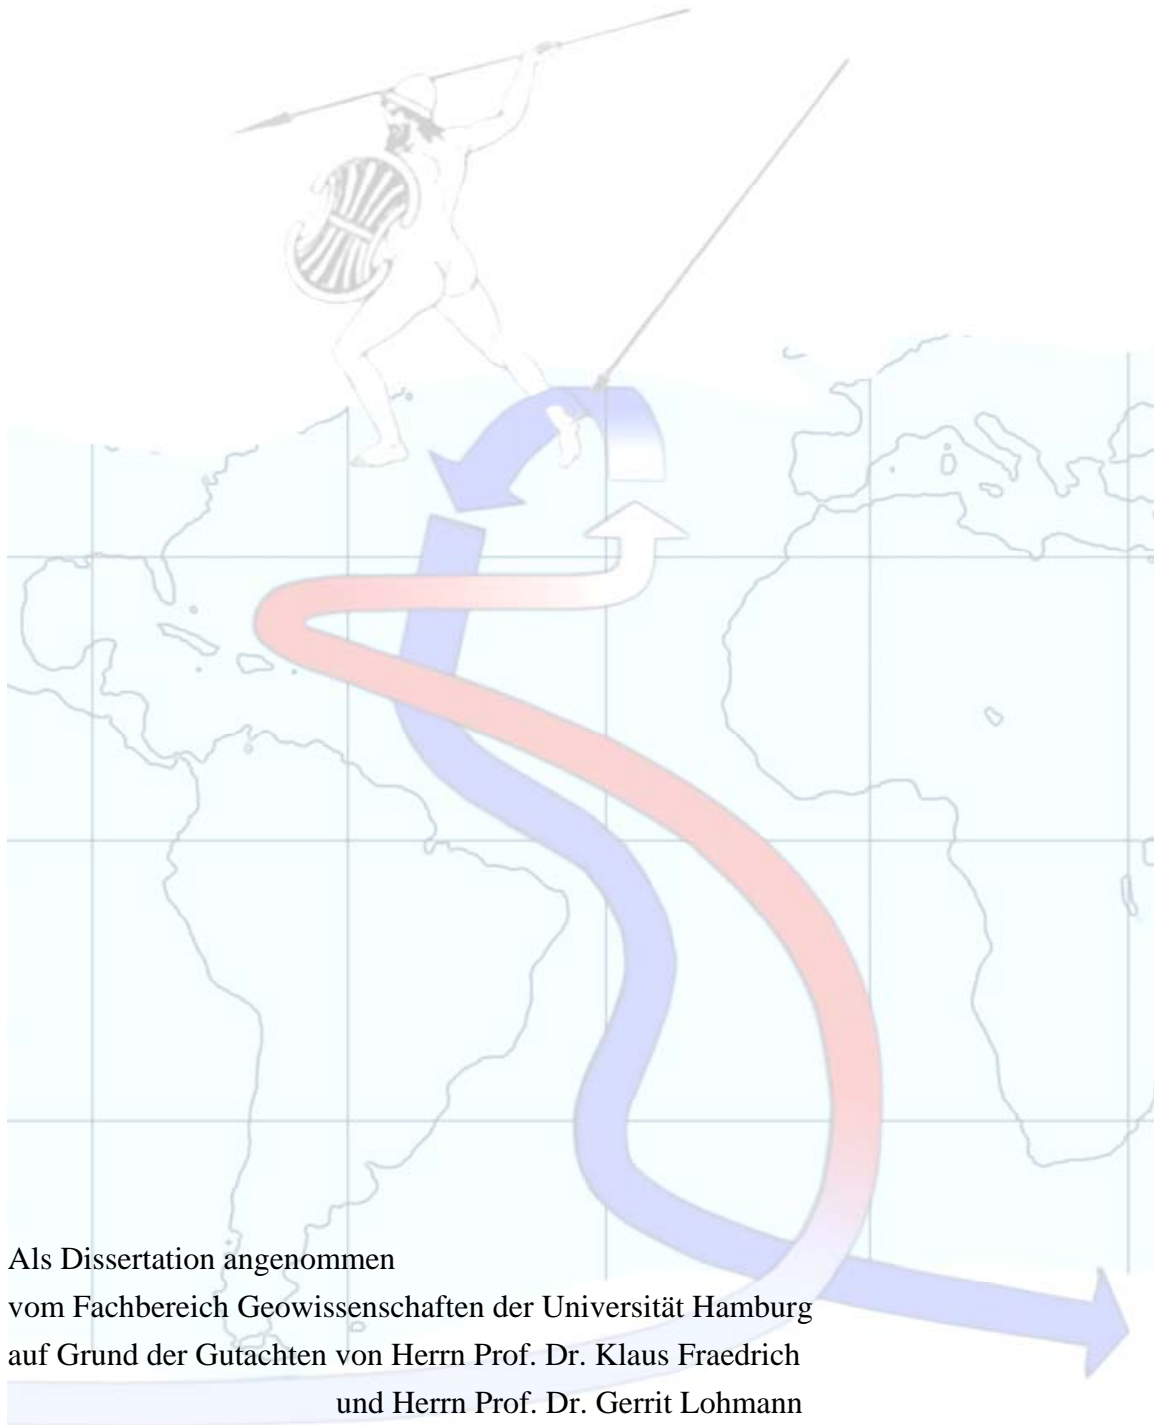 Als Dissertation angenommen
vom Fachbereich Geowissenschaften der Universität Hamburg
auf Grund der Gutachten von Herrn Prof. Dr. Klaus Fraedrich
und Herrn Prof. Dr. Gerrit Lohmann